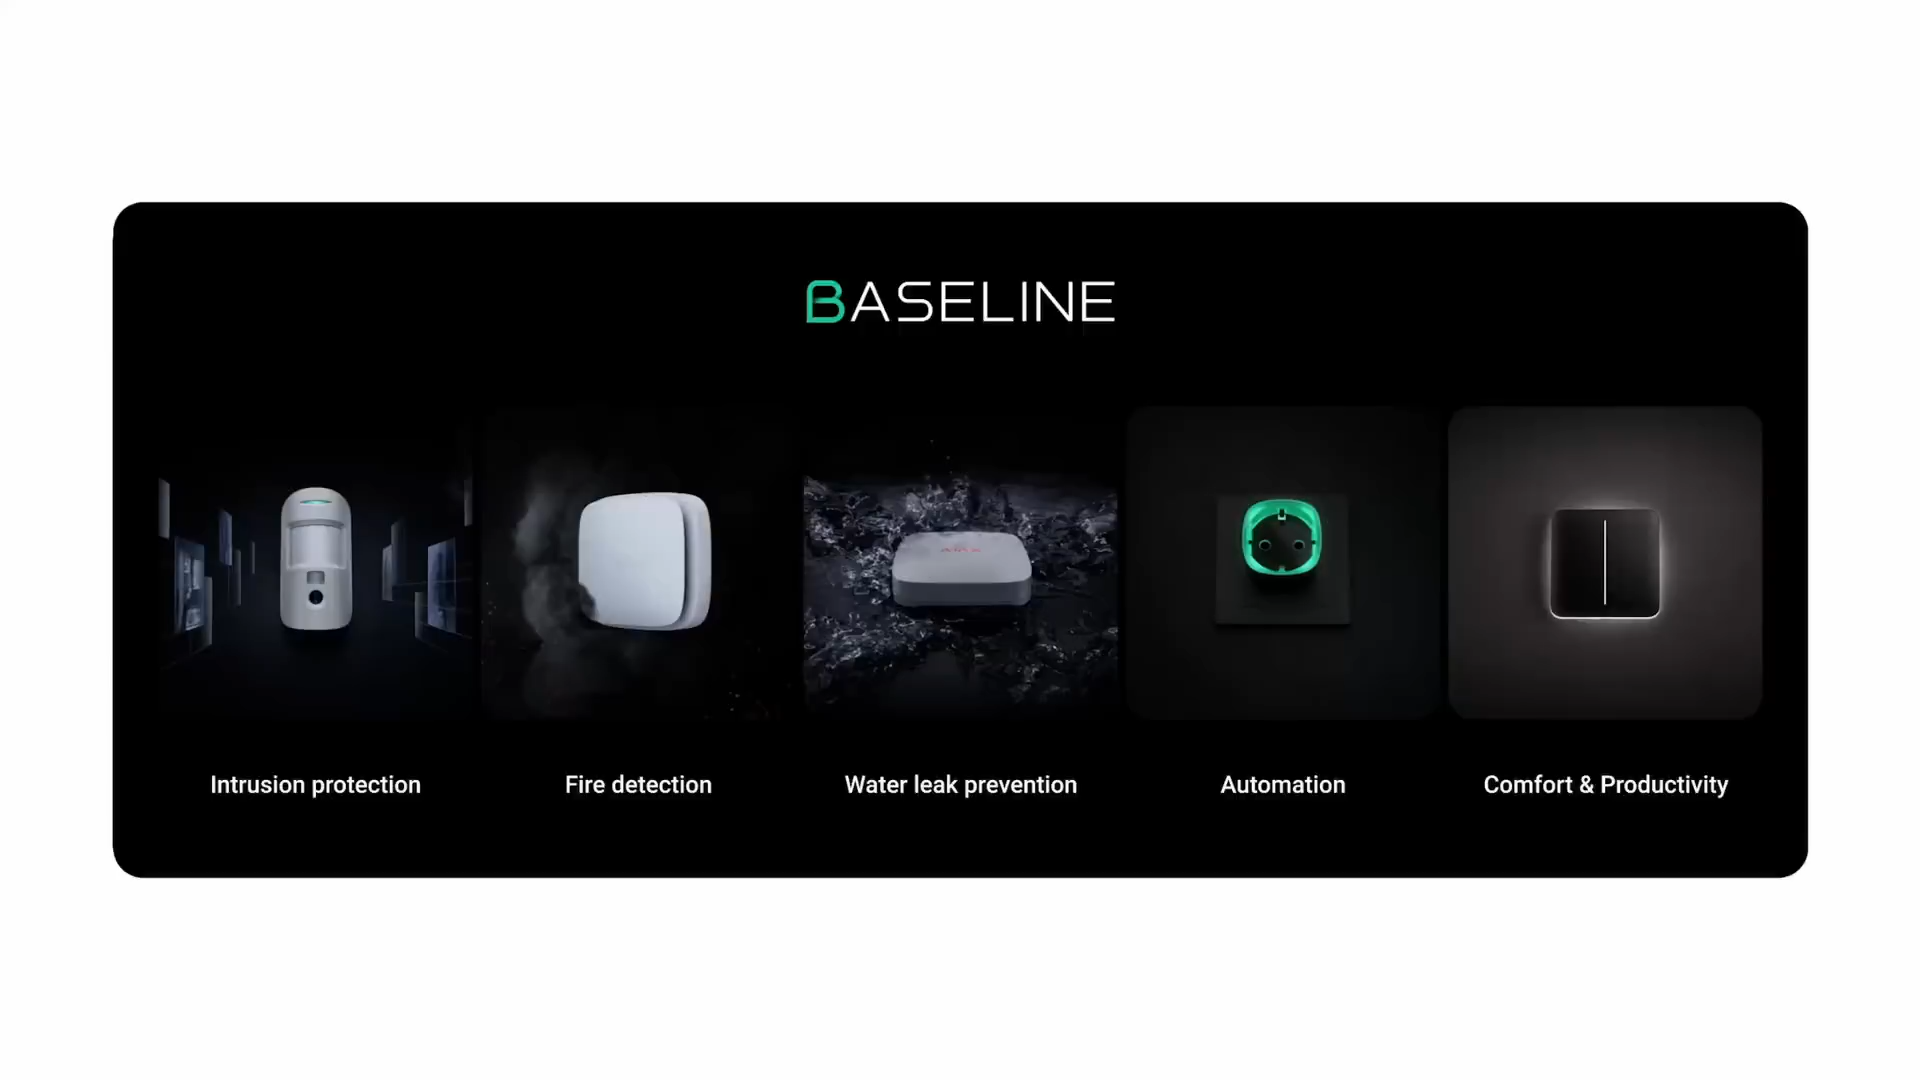 BASELINE
Intrusion protection
Fire detection
Water leak prevention
Automation
Comfort & Productivity